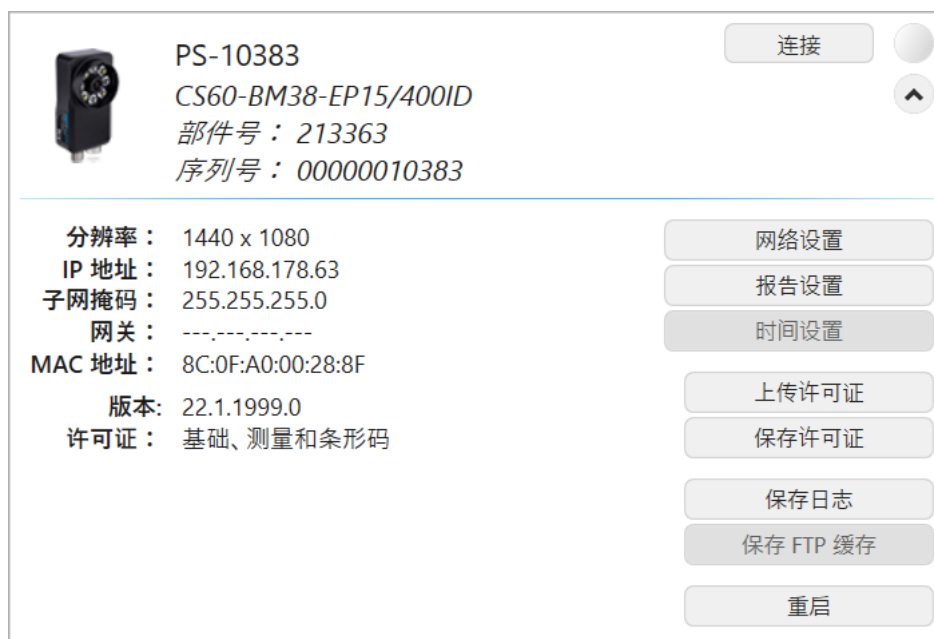 PS-10383
连接
CS60-BM38-EP15/400ID
部件号： 213363
序列号： 00000010383
分辨率： 1440 x 1080
IP 地址： 192.168.178.63
子网掩码： 255.255.255.0
网关： ---.---.---.---
MAC 地址： 8C:0F:A0:00:28:8F
版本: 22.1.1999.0
许可证： 基础、测量和条形码
网络设置
报告设置
时间设置
上传许可证
保存许可证
保存日志
保存 FTP 缓存
重启